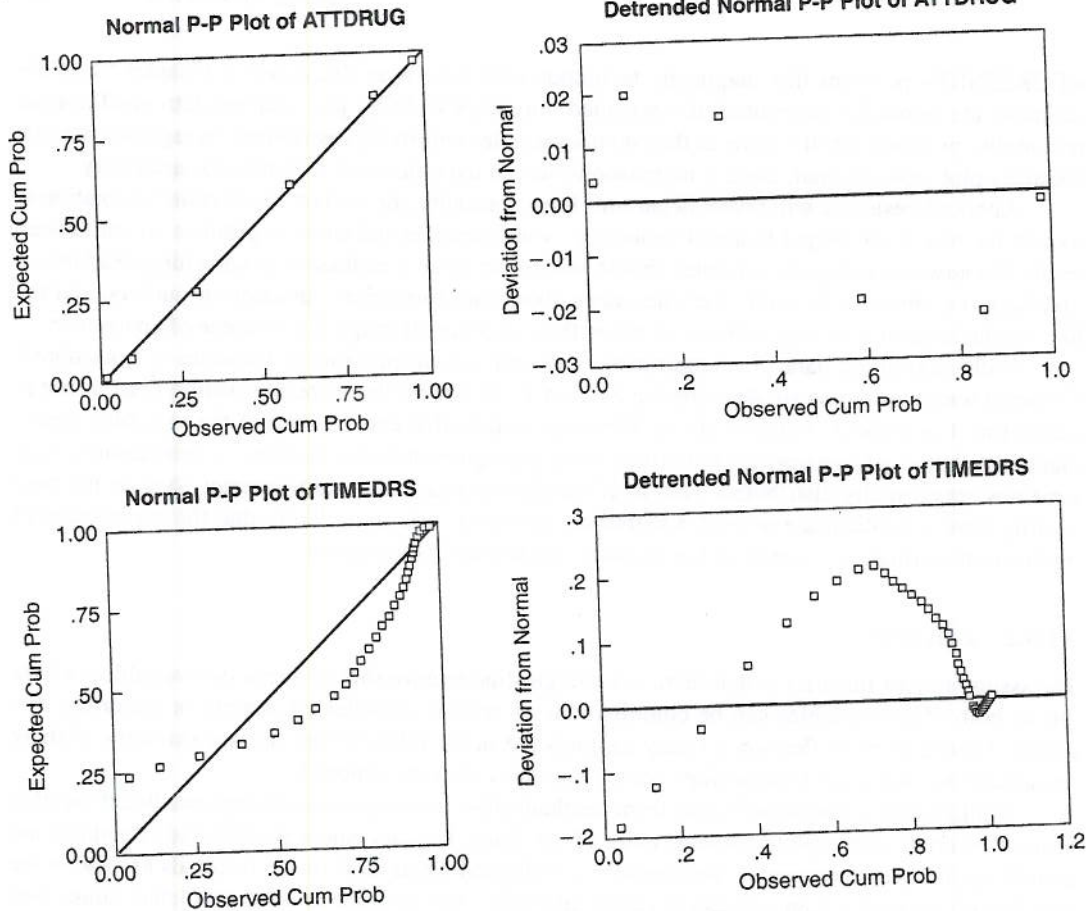 Normal P-P Plot of ATTDRUG
1.00
.75
.50
.25
0.00
0.00 .25 .50 .75 1.00
Expected Cum Prob
Observed Cum Prob
Detrended Normal P-P Plot of ATTDRUG
.03
.02
.01
0.00
-.01
-.02
-.03
0.0 .2 .4 .6 .8 1.0
Deviation from Normal
Observed Cum Prob
Normal P-P Plot of TIMEDRS
1.00
.75
.50
.25
0.00
0.00 .25 .50 .75 1.00
Expected Cum Prob
Observed Cum Prob
Detrended Normal P-P Plot of TIMEDRS
.3
.2
.1
0.0
-.1
-.2
0.0 .2 .4 .6 .8 1.0 1.2
Deviation from Normal
Observed Cum Prob